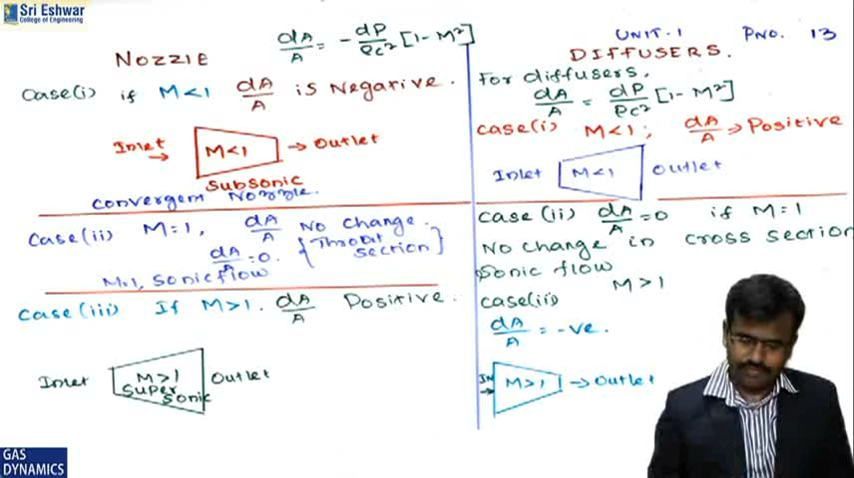 Sri Eshwar
College of Engineering
NOZZLE
dA/A = -dP/ρc² [1-M²]
Case(i) if M<1 dA/A is Negative.
Inlet → M<1 → Outlet
Subsonic
Convergent Nozzle.
Case(ii) M=1, dA/A No change.
dA/A =0. {Throat section}
M=1, Sonic flow
Case(iii) If M>1. dA/A Positive.
Inlet M>1 Outlet
Super
Sonic
UNIT-1 PNO. 13
DIFFUSERS.
For diffusers,
dA/A = dP/ρc² [1-M²]
Case(i) M<1, dA/A → Positive
Inlet M<1 Outlet
Case (ii) dA/A =0 if M=1
No change in cross section
Sonic flow
M>1
Case(iii)
dA/A = -ve.
IN → M>1 → Outlet
GAS
DYNAMICS